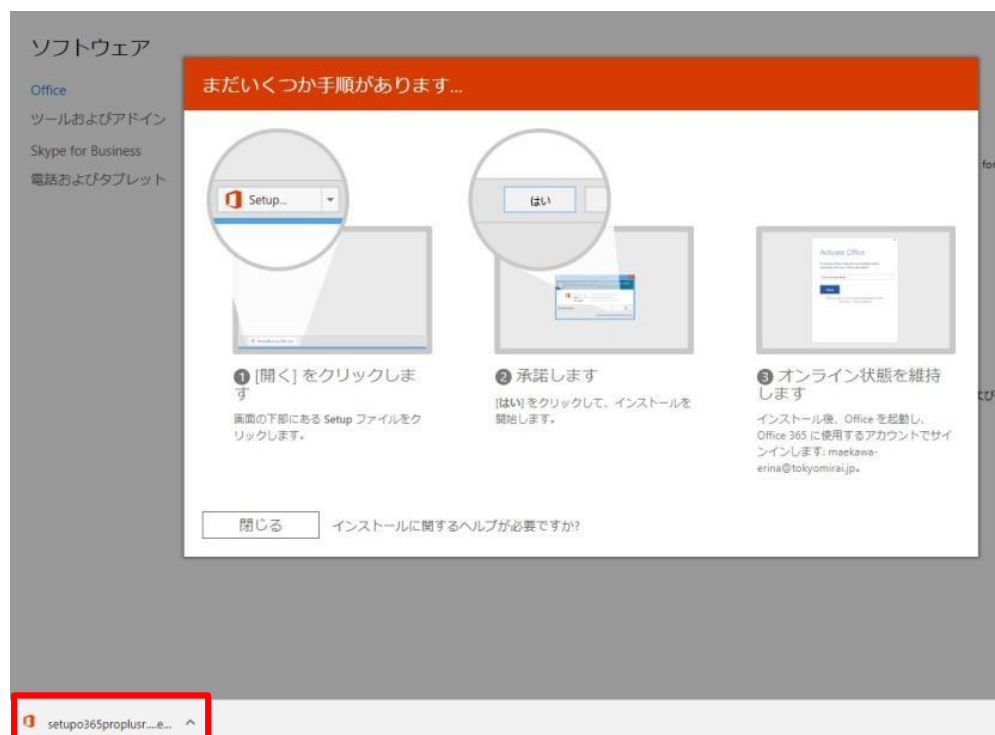 ソフトウェア
Office
ツールおよびアドイン
Skype for Business
電話およびタブレット
まだいくつか手順があります...
for
Setup...
はい
Activate Office
❶ [開く] をクリックしま
す
画面の下部にある Setup ファイルをク
リックします。
❷ 承諾します
[はい] をクリックして、インストールを
開始します。
❸ オンライン状態を維持
します
インストール後、Office を起動し、
Office 365 に使用するアカウントでサイ
ンインします: maekawa-
erina@tokyomirai.jp。
よび
閉じる
インストールに関するヘルプが必要ですか?
setupo365proplusr....e...